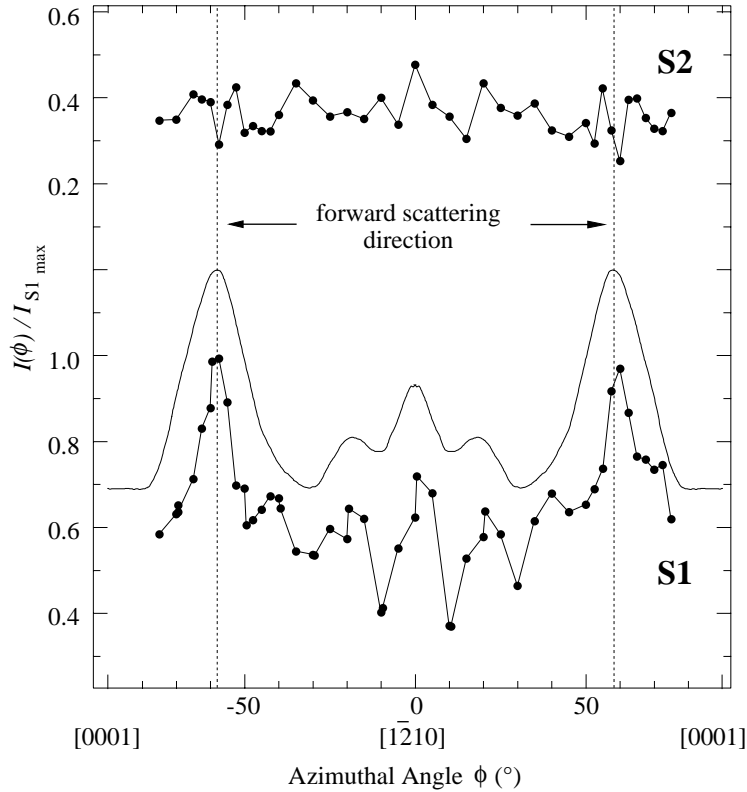 0.6
S2
0.4
0.2
forward scattering
direction
I(ϕ) / I S1 max
1.0
0.8
0.6
S1
0.4
-50 0 50
[0001] [1̄210] [0001]
Azimuthal Angle ϕ (°)